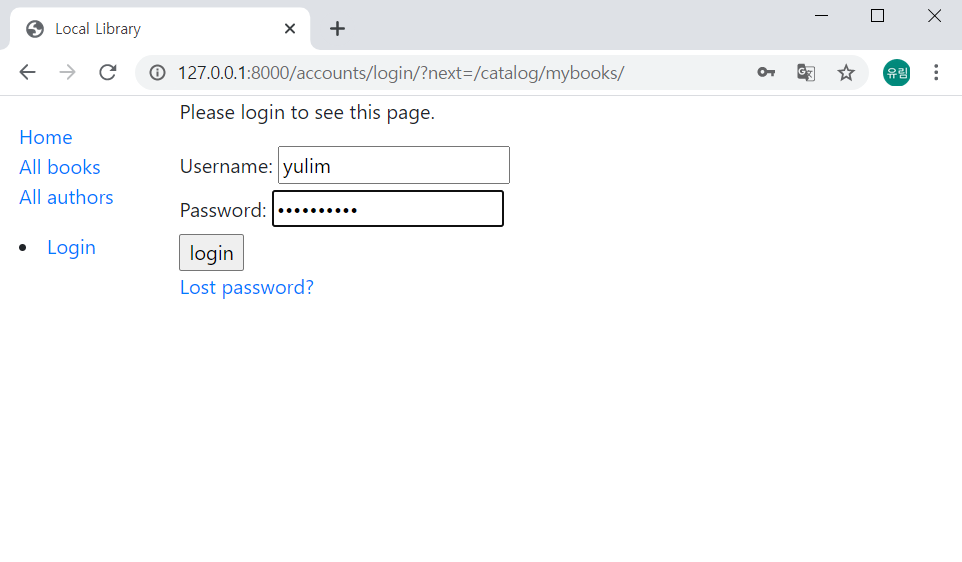 Local Library
127.0.0.1:8000/accounts/login/?next=/catalog/mybooks/
유림
Please login to see this page.
Home
All books
All authors
Login
Username: yulim
Password: ••••••••••
login
Lost password?